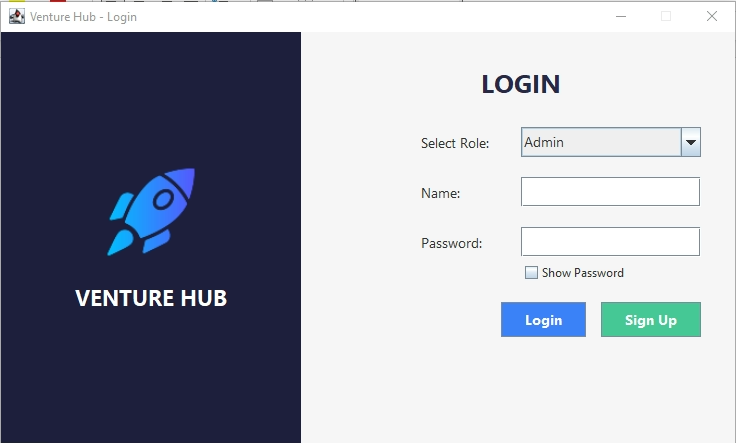 Venture Hub - Login
VENTURE HUB
LOGIN
Select Role: Admin
Name:
Password:
Show Password
Login Sign Up